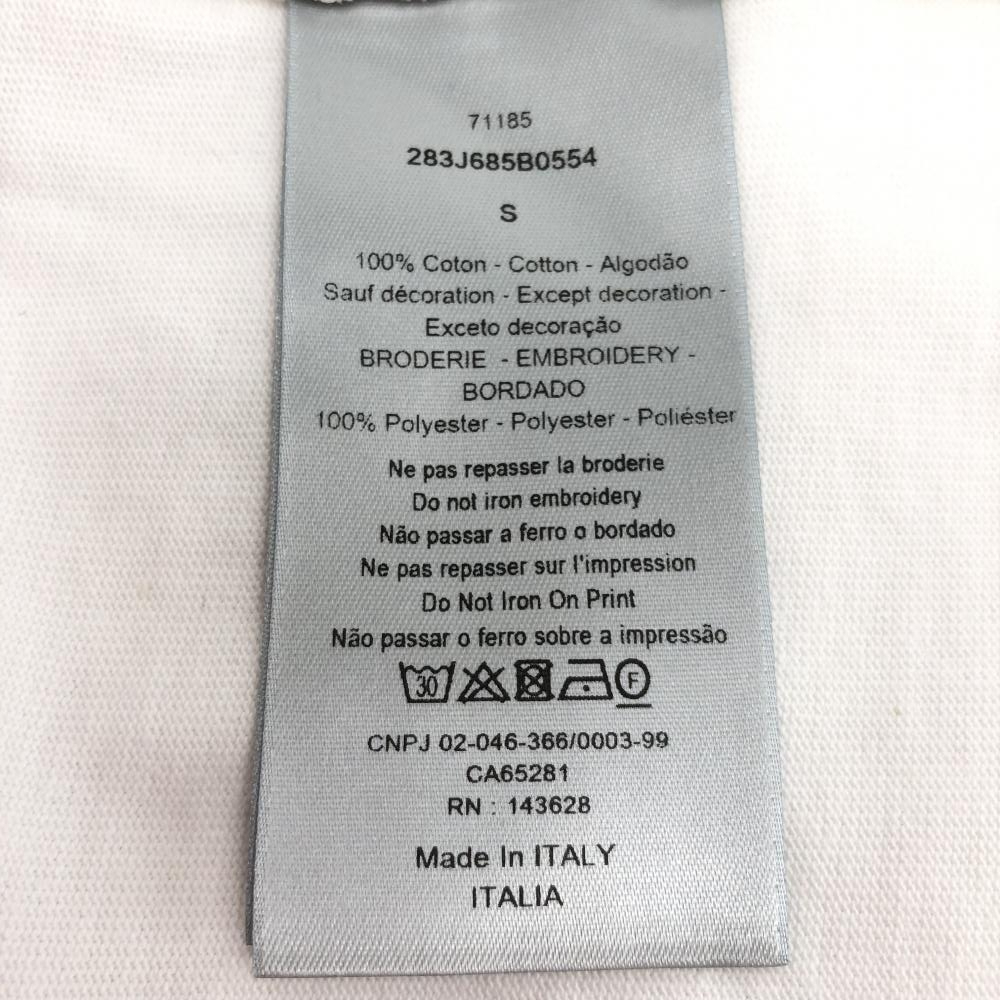 71185
283J685B0554
S
100% Coton - Cotton - Algodão
Sauf décoration - Except decoration -
Exceto decoração
BRODERIE - EMBROIDERY -
BORDADO
100% Polyester - Polyester - Poliéster
Ne pas repasser la broderie
Do not iron embroidery
Não passar a ferro o bordado
Ne pas repasser sur l'impression
Do Not Iron On Print
Não passar o ferro sobre a impressão
30 F
CNPJ 02-046-366/0003-99
CA65281
RN : 143628
Made In ITALY
ITALIA